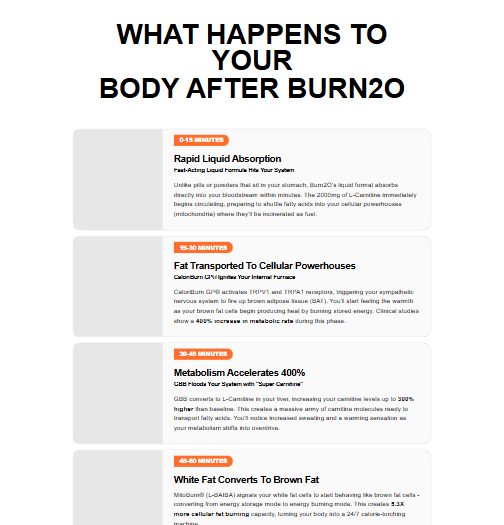 WHAT HAPPENS TO
YOUR
BODY AFTER BURN2O
0-15 MINUTES
Rapid Liquid Absorption
Fast-Acting Liquid Formula Hits Your System
Unlike pills or powders that sit in your stomach, Burn2O's liquid format absorbs
directly into your bloodstream within minutes. The 2000mg of L-Carnitine immediately
begins circulating, preparing to shuttle fatty acids into your cellular powerhouses
(mitochondria) where they'll be incinerated as fuel.
15-30 MINUTES
Fat Transported To Cellular Powerhouses
CaloriBurn GP® Ignites Your Internal Furnace
CaloriBurn GP® activates TRPV1 and TRPA1 receptors, triggering your sympathetic
nervous system to fire up brown adipose tissue (BAT). You'll start feeling the warmth
as your brown fat cells begin producing heat by burning stored energy. Clinical studies
show a 400% increase in metabolic rate during this phase.
30-45 MINUTES
Metabolism Accelerates 400%
GBB Floods Your System with "Super Carnitine"
GBB converts to L-Carnitine in your liver, increasing your carnitine levels up to 300%
higher than baseline. This creates a massive army of carnitine molecules ready to
transport fatty acids. You'll notice increased sweating and a warming sensation as
your metabolism shifts into overdrive.
45-60 MINUTES
White Fat Converts To Brown Fat
MitoBurn® (L-BAIBA) signals your white fat cells to start behaving like brown fat cells -
converting from energy storage mode to energy burning mode. This creates 5.3X
more cellular fat burning capacity, turning your body into a 24/7 calorie-torching
machine.